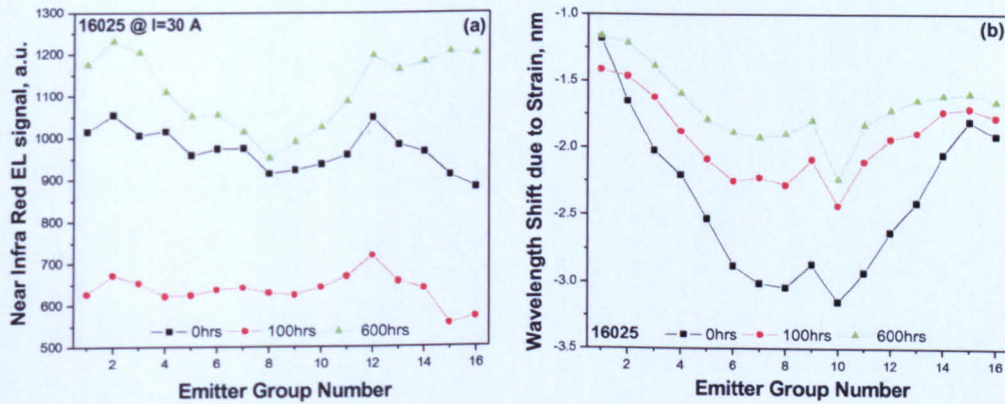 16025 @ I=30 A
(a)
1300
1200
1100
1000
900
800
700
600
500
Near Infra Red EL signal, a.u.
0hrs
100hrs
600hrs
2 4 6 8 10 12 14 16
Emitter Group Number
(b)
-1.0
-1.5
-2.0
-2.5
-3.0
-3.5
Wavelength Shift due to Strain, nm
16025
0hrs
100hrs
600hrs
0 2 4 6 8 10 12 14 16
Emitter Group Number